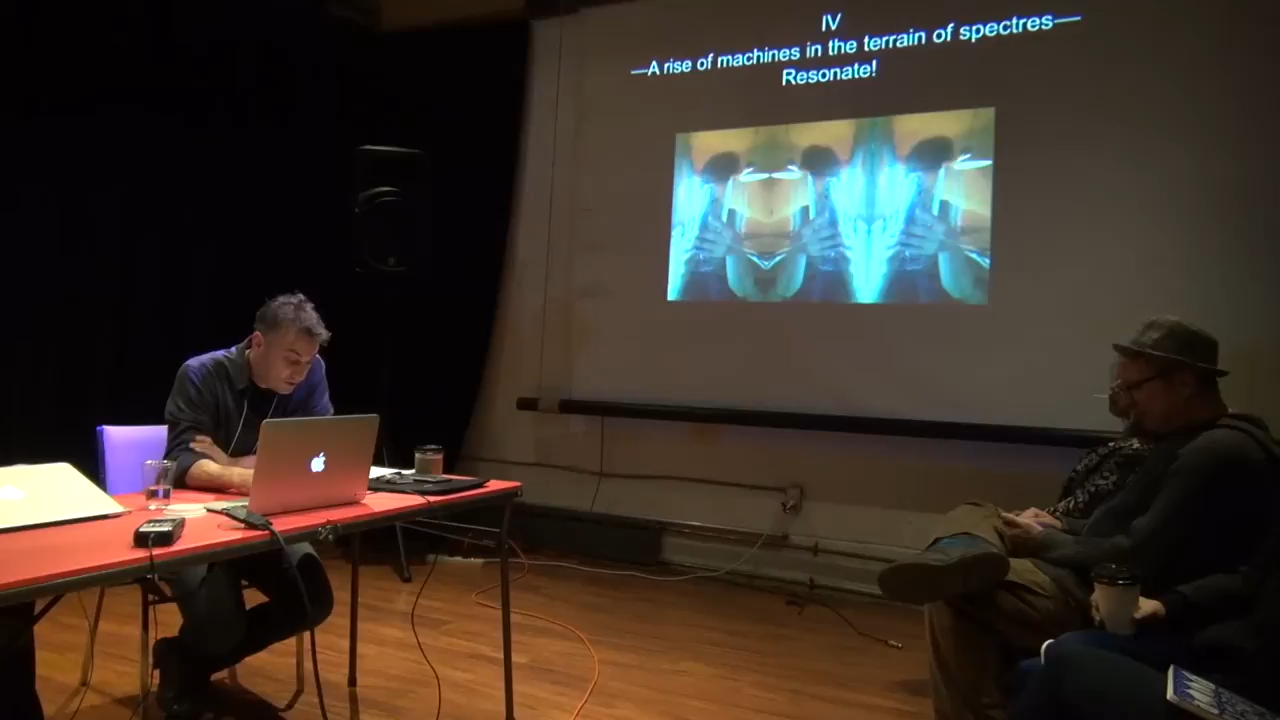 IV
—A rise of machines in the terrain of spectres—
Resonate!